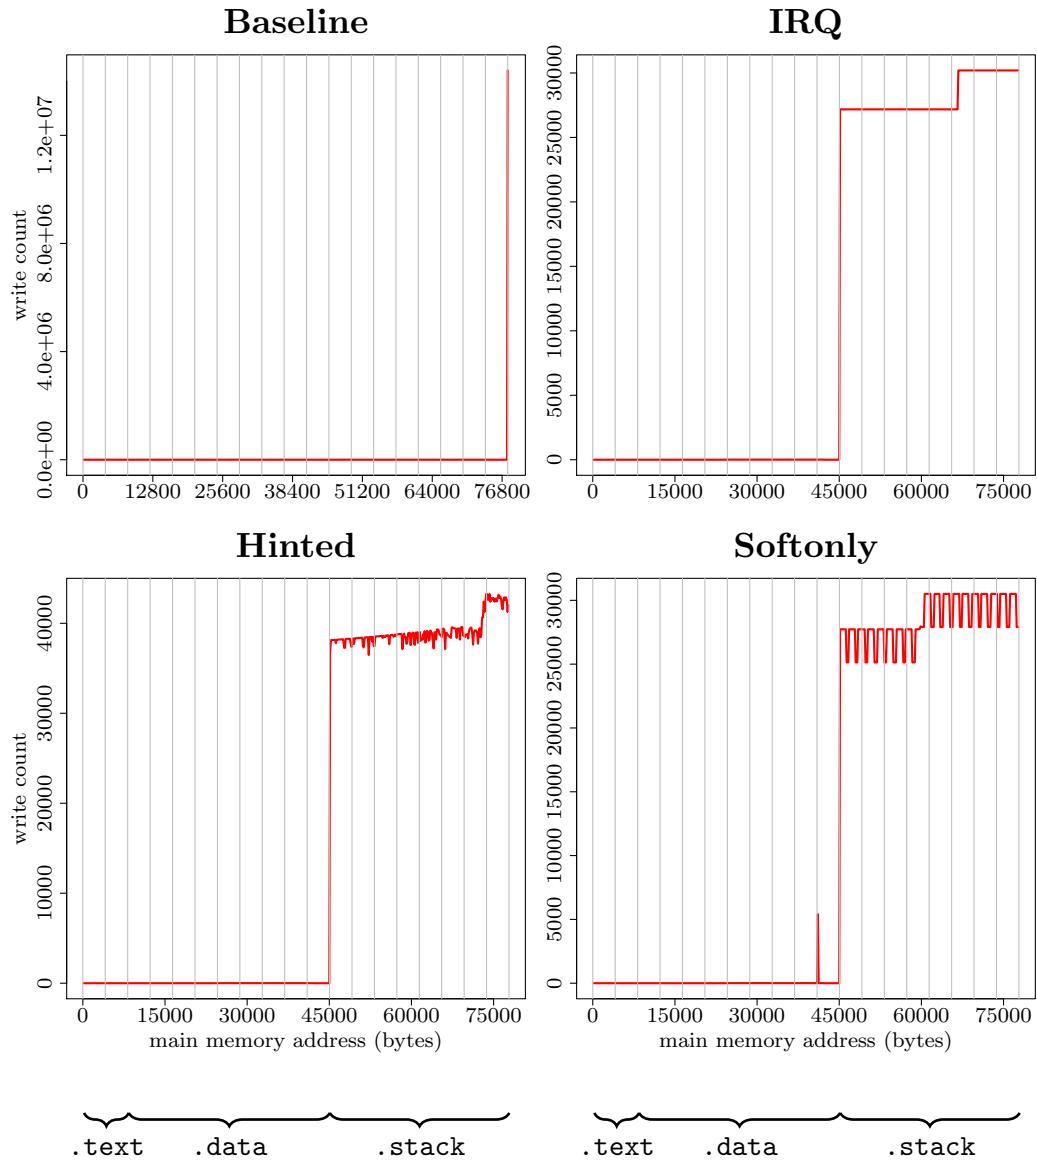 Baseline
write count
0.0e+00 4.0e+06 8.0e+06 1.2e+07
0 12800 25600 38400 51200 64000 76800
IRQ
0 5000 10000 15000 20000 25000 30000
0 15000 30000 45000 60000 75000
Hinted
write count
0 10000 20000 30000 40000
0 15000 30000 45000 60000 75000
main memory address (bytes)
Softonly
0 5000 10000 15000 20000 25000 30000
0 15000 30000 45000 60000 75000
main memory address (bytes)
.text .data .stack
.text .data .stack